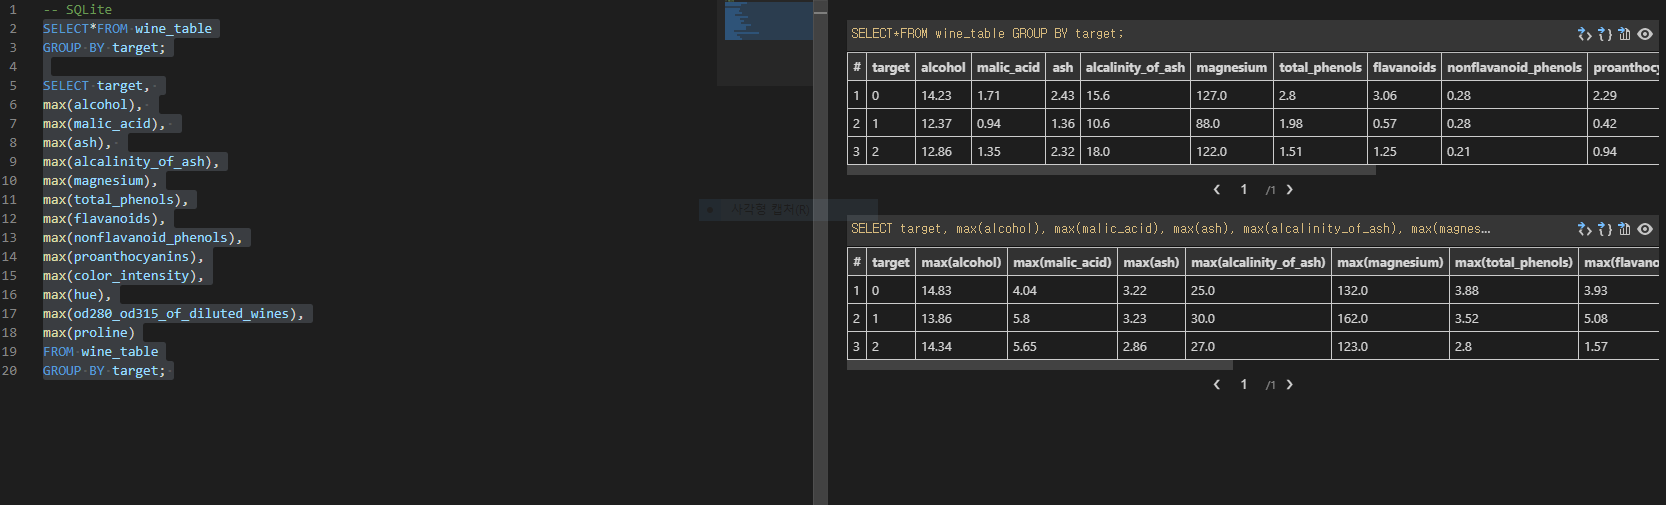 1 -- SQLite
2 SELECT*FROM wine_table
3 GROUP BY target;
4
5 SELECT target,
6 max(alcohol),
7 max(malic_acid),
8 max(ash),
9 max(alcalinity_of_ash),
10 max(magnesium),
11 max(total_phenols),
12 max(flavanoids),
13 max(nonflavanoid_phenols),
14 max(proanthocyanins),
15 max(color_intensity),
16 max(hue),
17 max(od280_od315_of_diluted_wines),
18 max(proline)
19 FROM wine_table
20 GROUP BY target;
사각형 캡처(R)
SELECT*FROM wine_table GROUP BY target;
# target alcohol malic_acid ash alcalinity_of_ash magnesium total_phenols flavanoids nonflavanoid_phenols proanthocy
1 0 14.23 1.71 2.43 15.6 127.0 2.8 3.06 0.28 2.29
2 1 12.37 0.94 1.36 10.6 88.0 1.98 0.57 0.28 0.42
3 2 12.86 1.35 2.32 18.0 122.0 1.51 1.25 0.21 0.94
1 /1
SELECT target, max(alcohol), max(malic_acid), max(ash), max(alcalinity_of_ash), max(magnes...
# target max(alcohol) max(malic_acid) max(ash) max(alcalinity_of_ash) max(magnesium) max(total_phenols) max(flavano
1 0 14.83 4.04 3.22 25.0 132.0 3.88 3.93
2 1 13.86 5.8 3.23 30.0 162.0 3.52 5.08
3 2 14.34 5.65 2.86 27.0 123.0 2.8 1.57
1 /1